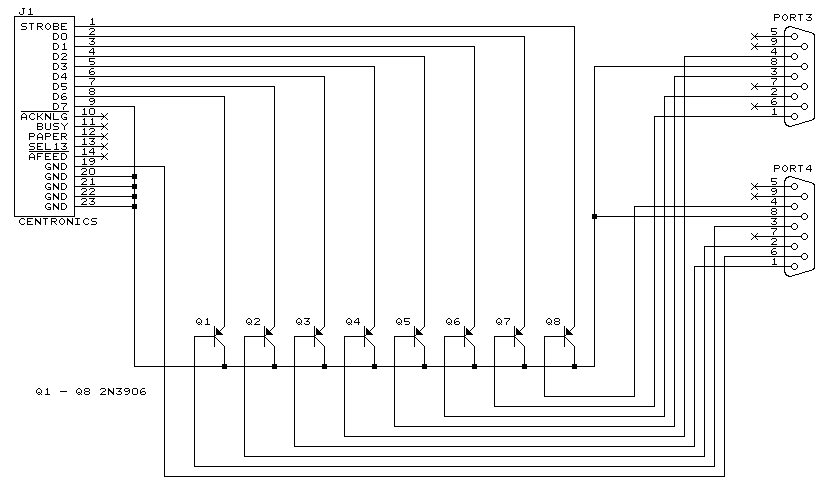 J1
STROBE 1
D0 2
D1 3
D2 4
D3 5
D4 6
D5 7
D6 8
D7 9
ACKNLG 10
BUSY 11
PAPER 12
SEL13 13
AFEED 14
GND 19
GND 20
GND 21
GND 22
GND 23
CENTRONICS
PORT3
5
9
4
8
3
7
2
6
1
PORT4
5
9
4
8
3
7
2
6
1
Q1 Q2 Q3 Q4 Q5 Q6 Q7 Q8
Q1 - Q8 2N3906